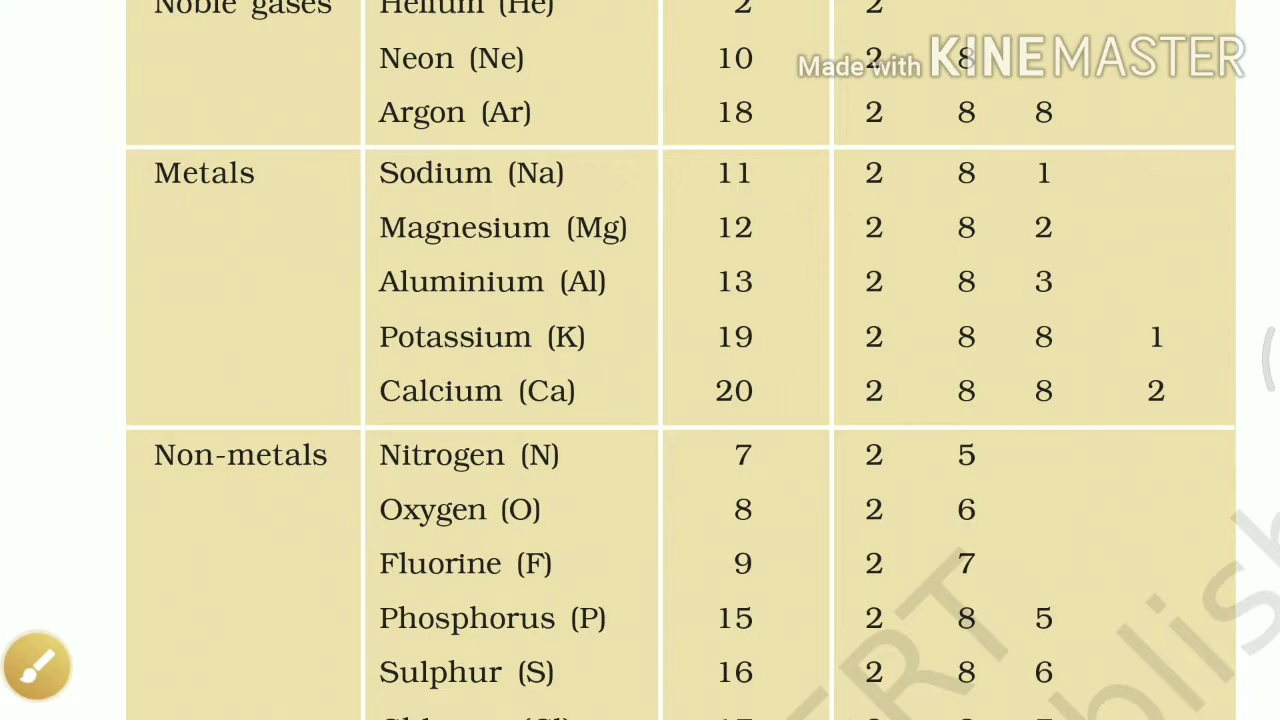 Noble gases Helium (He) 2 2
Made with KINEMASTER
Neon (Ne) 10 2 8
Argon (Ar) 18 2 8 8
Metals Sodium (Na) 11 2 8 1
Magnesium (Mg) 12 2 8 2
Aluminium (Al) 13 2 8 3
Potassium (K) 19 2 8 8 1
Calcium (Ca) 20 2 8 8 2
Non-metals Nitrogen (N) 7 2 5
Oxygen (O) 8 2 6
Fluorine (F) 9 2 7
Phosphorus (P) 15 2 8 5
Sulphur (S) 16 2 8 6